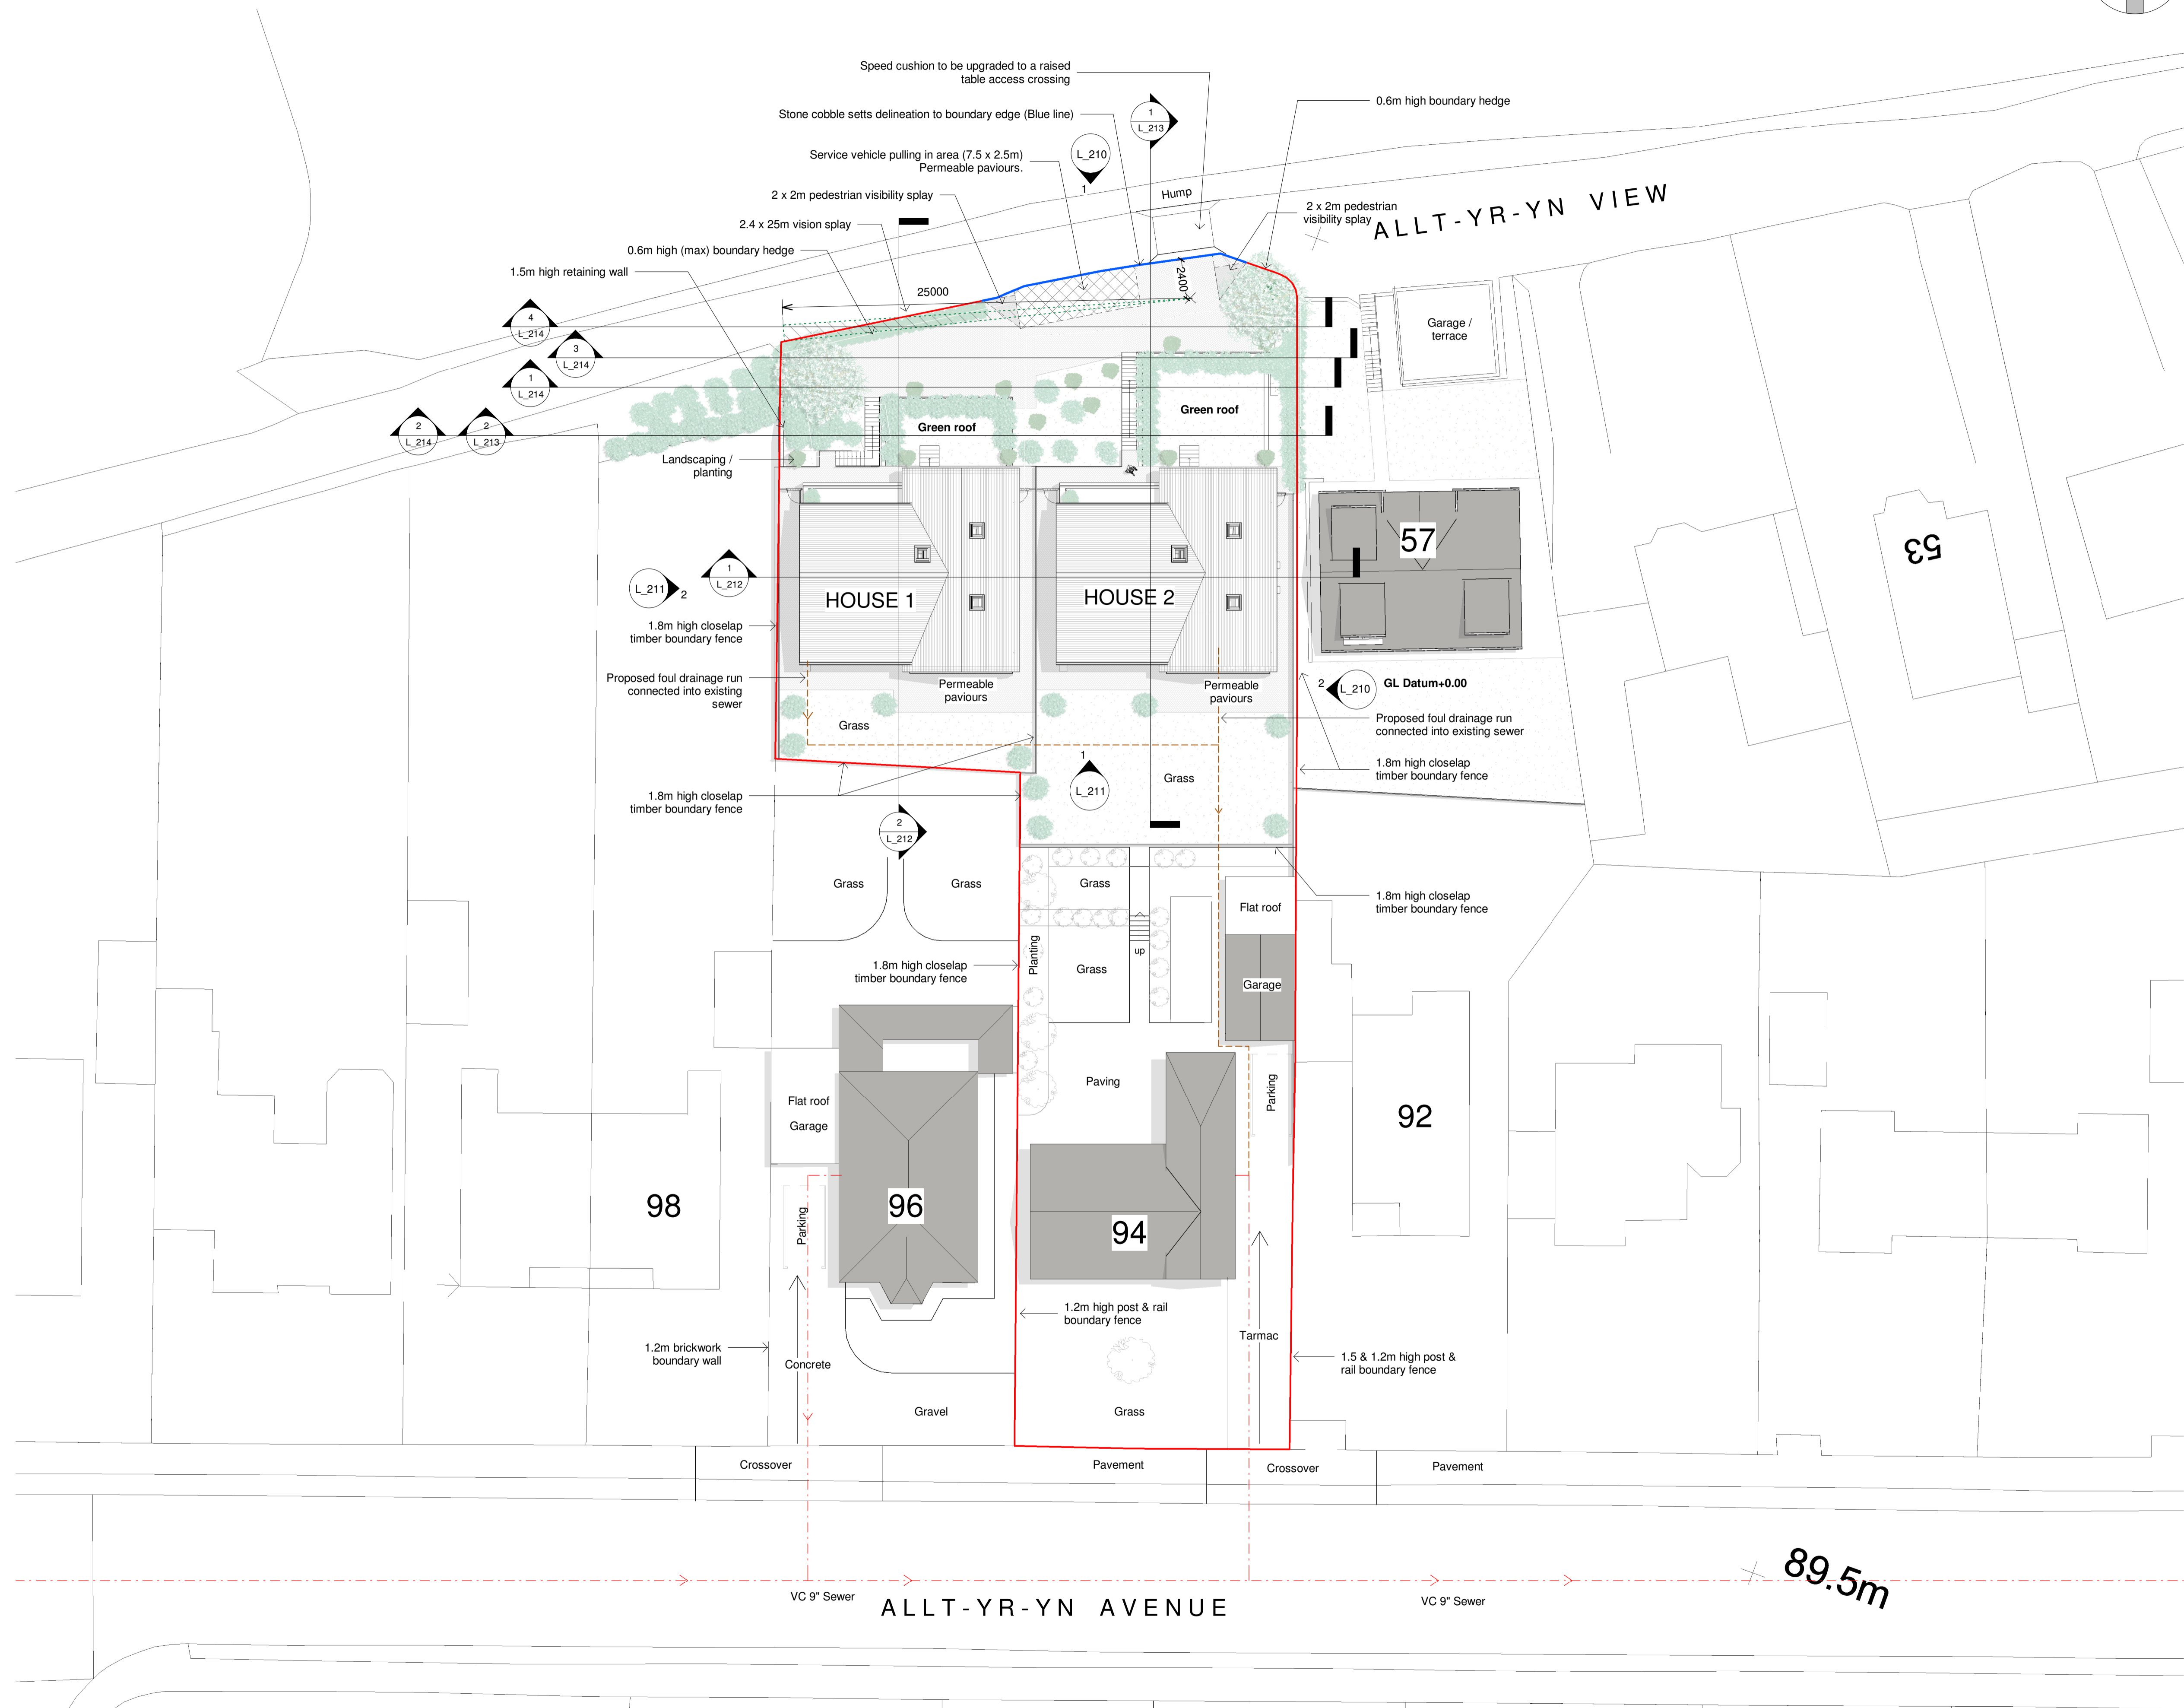 Speed cushion to be upgraded to a raised
table access crossing
0.6m high boundary hedge
Stone cobble setts delineation to boundary edge (Blue line)
1
L_213
L_210
1
Service vehicle pulling in area (7.5 x 2.5m)
Permeable paviours.
2 x 2m pedestrian visibility splay
Hump
2 x 2m pedestrian
visibility splay
ALLT-YR-YN VIEW
2.4 x 25m vision splay
0.6m high (max) boundary hedge
1.5m high retaining wall
25000
2400
4
L_214
3
L_214
1
L_214
2
L_214
2
L_213
Garage /
terrace
Green roof
Green roof
Landscaping /
planting
57
53
L_211
2
1
L_212
HOUSE 1
HOUSE 2
1.8m high closelap
timber boundary fence
Proposed foul drainage run
connected into existing
sewer
Permeable
paviours
Permeable
paviours
2
L_210
GL Datum+0.00
Grass
Proposed foul drainage run
connected into existing sewer
1.8m high closelap
timber boundary fence
1
L_211
Grass
1.8m high closelap
timber boundary fence
2
L_212
Grass
Grass
Grass
1.8m high closelap
timber boundary fence
Flat roof
Planting
up
1.8m high closelap
timber boundary fence
Grass
Garage
Paving
Parking
Flat roof
Garage
92
98
96
94
Parking
1.2m high post & rail
boundary fence
Tarmac
1.2m brickwork
boundary wall
Concrete
1.5 & 1.2m high post &
rail boundary fence
Gravel
Grass
Crossover
Pavement
Crossover
Pavement
89.5m
VC 9" Sewer
ALLT-YR-YN AVENUE
VC 9" Sewer